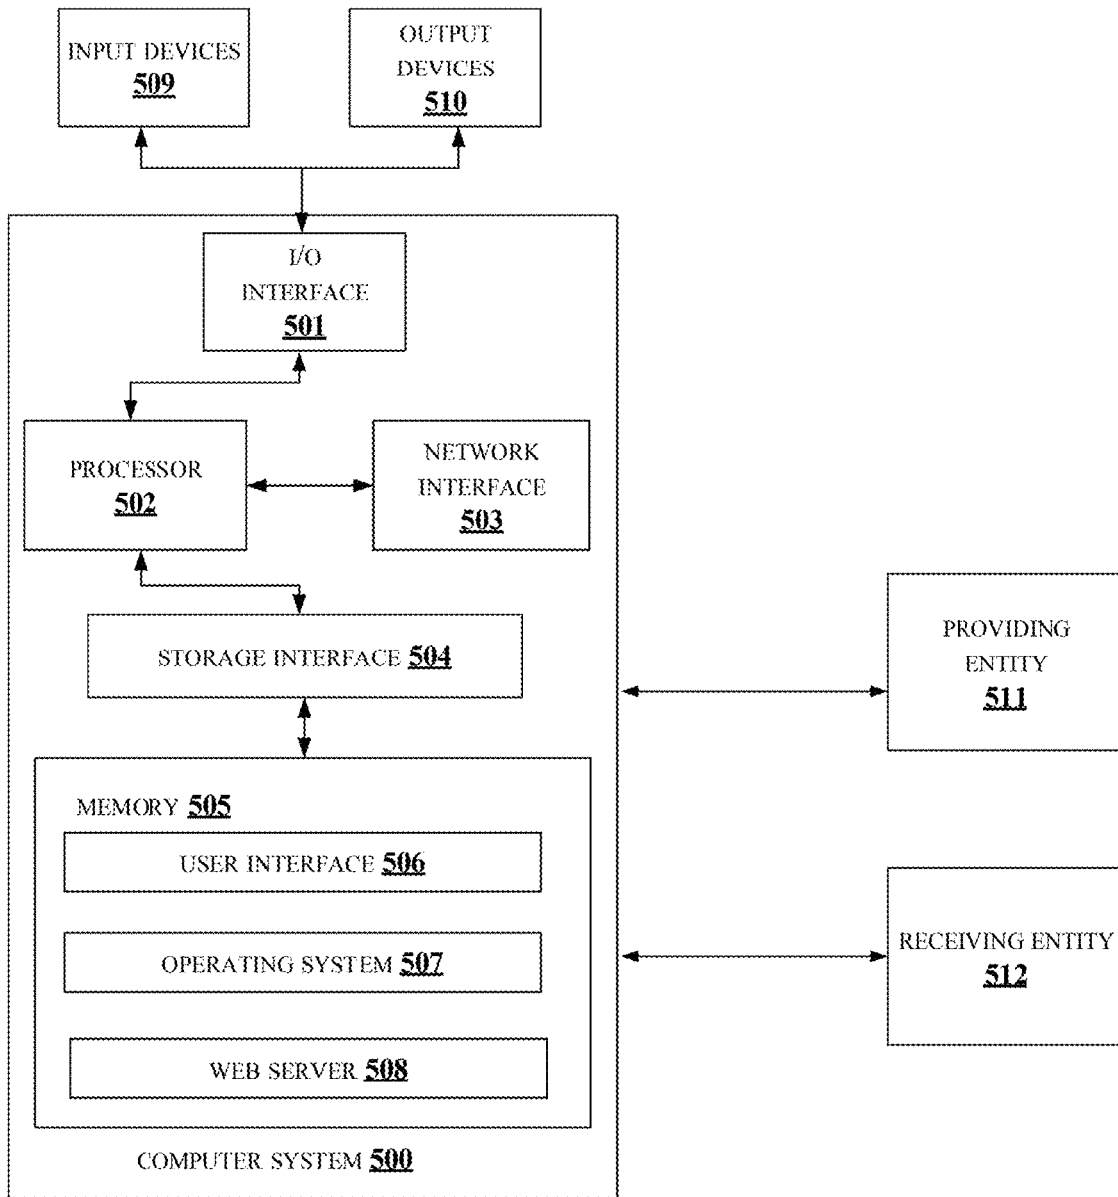 INPUT DEVICES
509
OUTPUT
DEVICES
510
I/O
INTERFACE
501
PROCESSOR
502
NETWORK
INTERFACE
503
STORAGE INTERFACE 504
PROVIDING
ENTITY
511
MEMORY 505
USER INTERFACE 506
OPERATING SYSTEM 507
WEB SERVER 508
RECEIVING ENTITY
512
COMPUTER SYSTEM 500